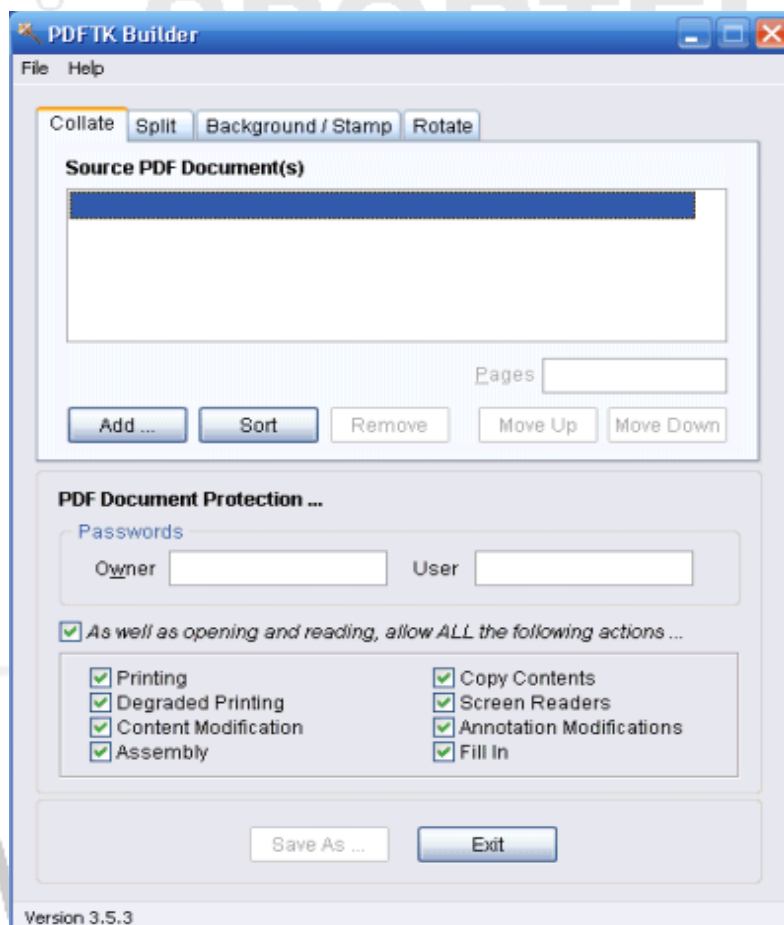 PDFTK Builder
File Help
Collate Split Background / Stamp Rotate
Source PDF Document(s)
Pages
Add ... Sort Remove Move Up Move Down
PDF Document Protection ...
Passwords
Owner User
As well as opening and reading, allow ALL the following actions ...
Printing Copy Contents
Degraded Printing Screen Readers
Content Modification Annotation Modifications
Assembly Fill In
Save As ... Exit
Version 3.5.3